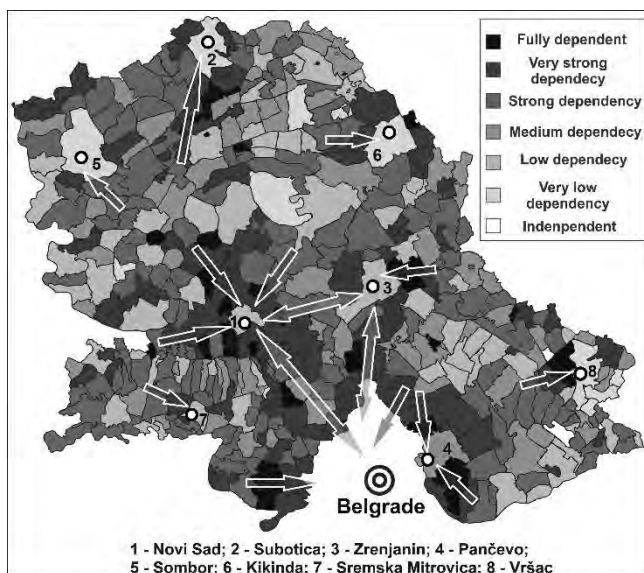 Fully dependent
Very strong
dependecy
Strong dependency
Medium dependecy
Low dependecy
Very low
dependency
Indenpendent
2
5
6
3
1
8
7
4
Belgrade
1 - Novi Sad; 2 - Subotica; 3 - Zrenjanin; 4 - Pančevo;
5 - Sombor; 6 - Kikinda; 7 - Sremska Mitrovica; 8 - Vršac